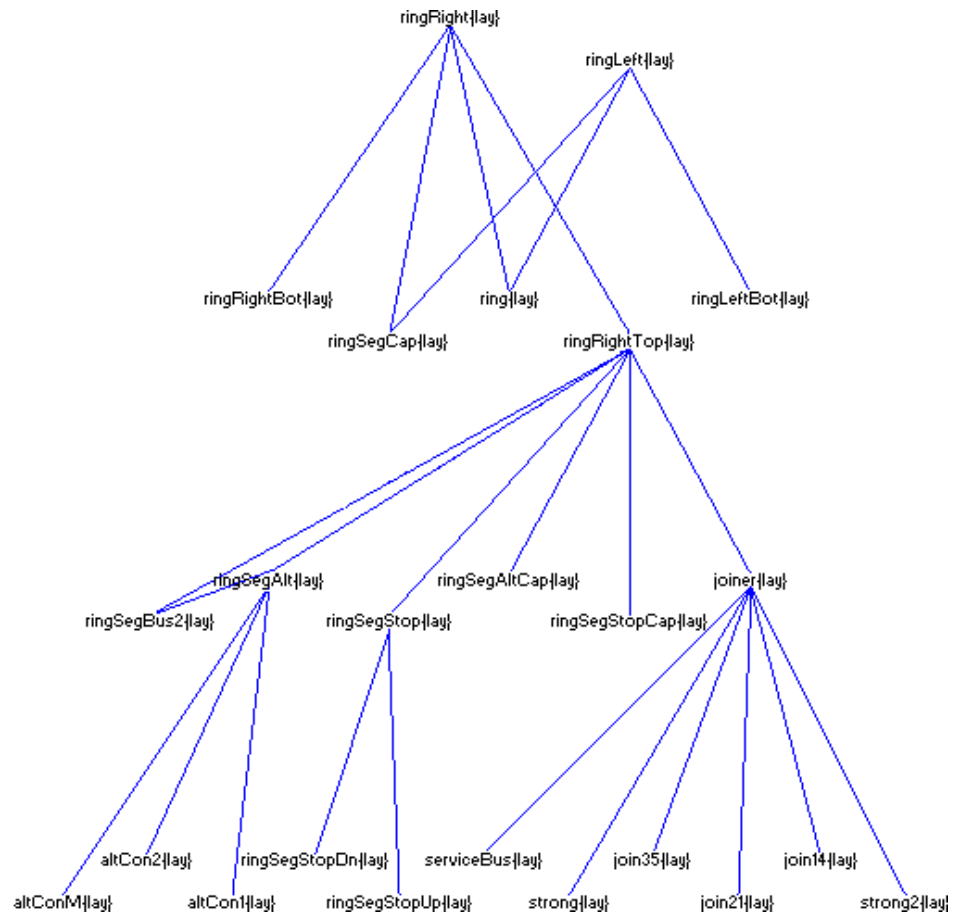 ringRight{lay}
ringLeft{lay}
ringRightBot{lay}
ring{lay}
ringLeftBot{lay}
ringSegCap{lay}
ringRightTop{lay}
ringSegAlt{lay}
ringSegAltCap{lay}
joiner{lay}
ringSegBus2{lay}
ringSegStop{lay}
ringSegStopCap{lay}
altCon2{lay}
ringSegStopDn{lay}
serviceBus{lay}
join35{lay}
join14{lay}
altConM{lay}
altCon1{lay}
ringSegStopUp{lay}
strong{lay}
join21{lay}
strong2{lay}